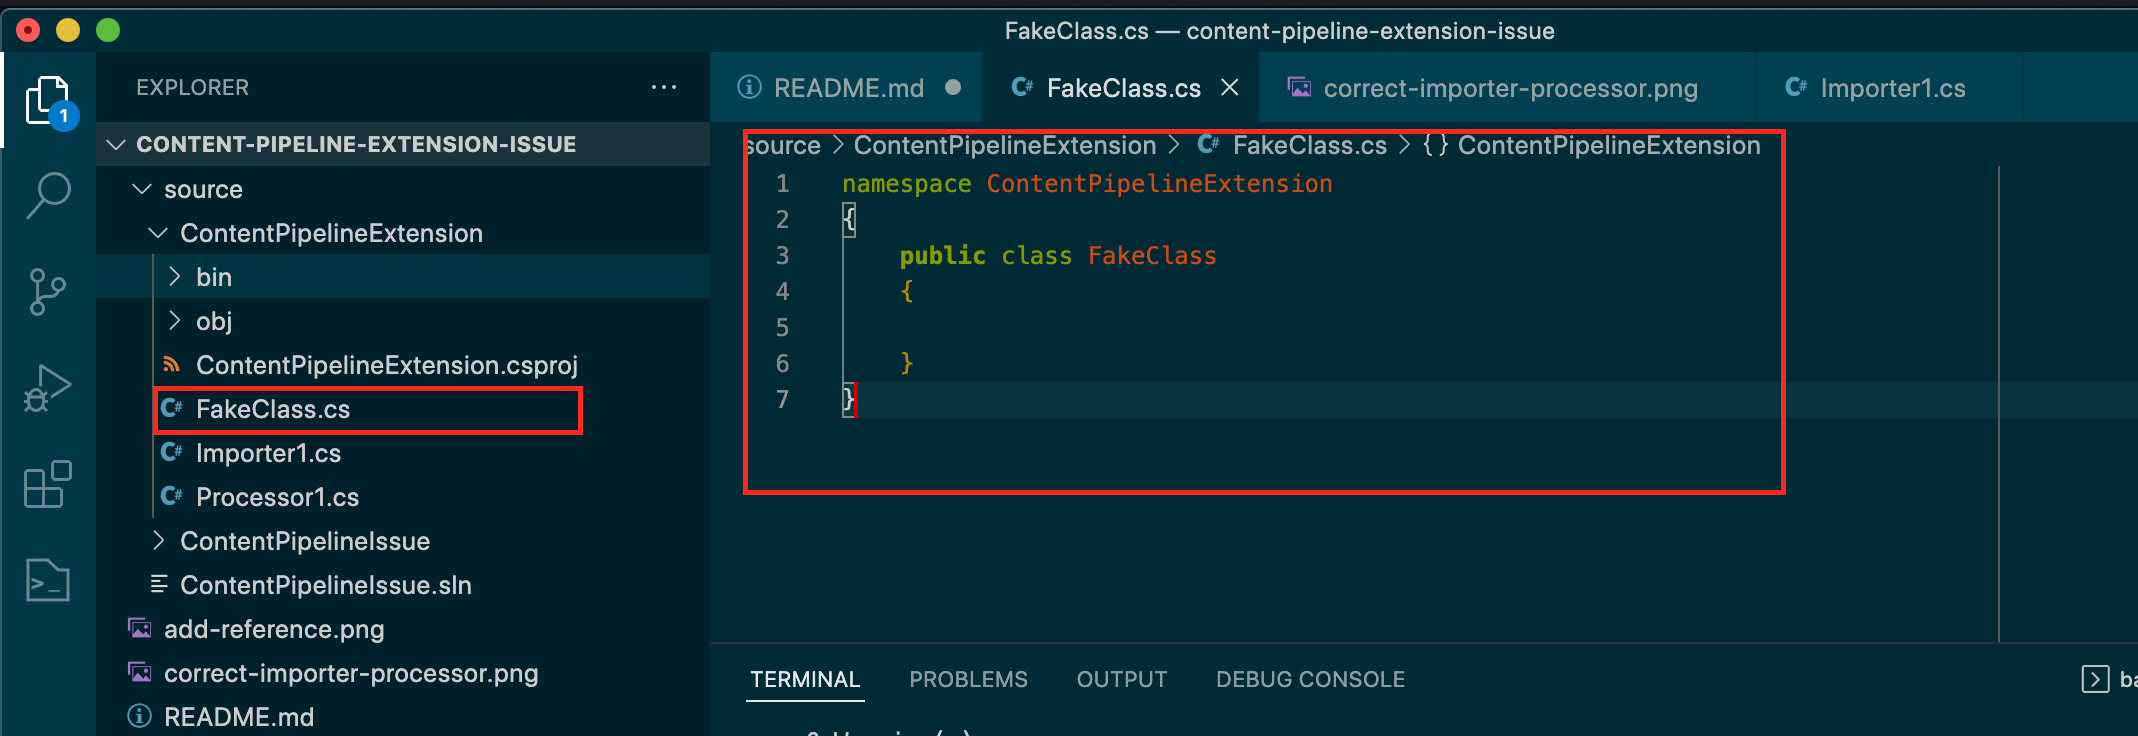 FakeClass.cs — content-pipeline-extension-issue
EXPLORER
1
CONTENT-PIPELINE-EXTENSION-ISSUE
source
ContentPipelineExtension
bin
obj
ContentPipelineExtension.csproj
FakeClass.cs
Importer1.cs
Processor1.cs
ContentPipelineIssue
ContentPipelineIssue.sln
add-reference.png
correct-importer-processor.png
README.md
README.md FakeClass.cs correct-importer-processor.png Importer1.cs
source > ContentPipelineExtension > FakeClass.cs > {} ContentPipelineExtension
1 namespace ContentPipelineExtension
2 {
3 public class FakeClass
4 {
5
6 }
7 }
TERMINAL PROBLEMS OUTPUT DEBUG CONSOLE